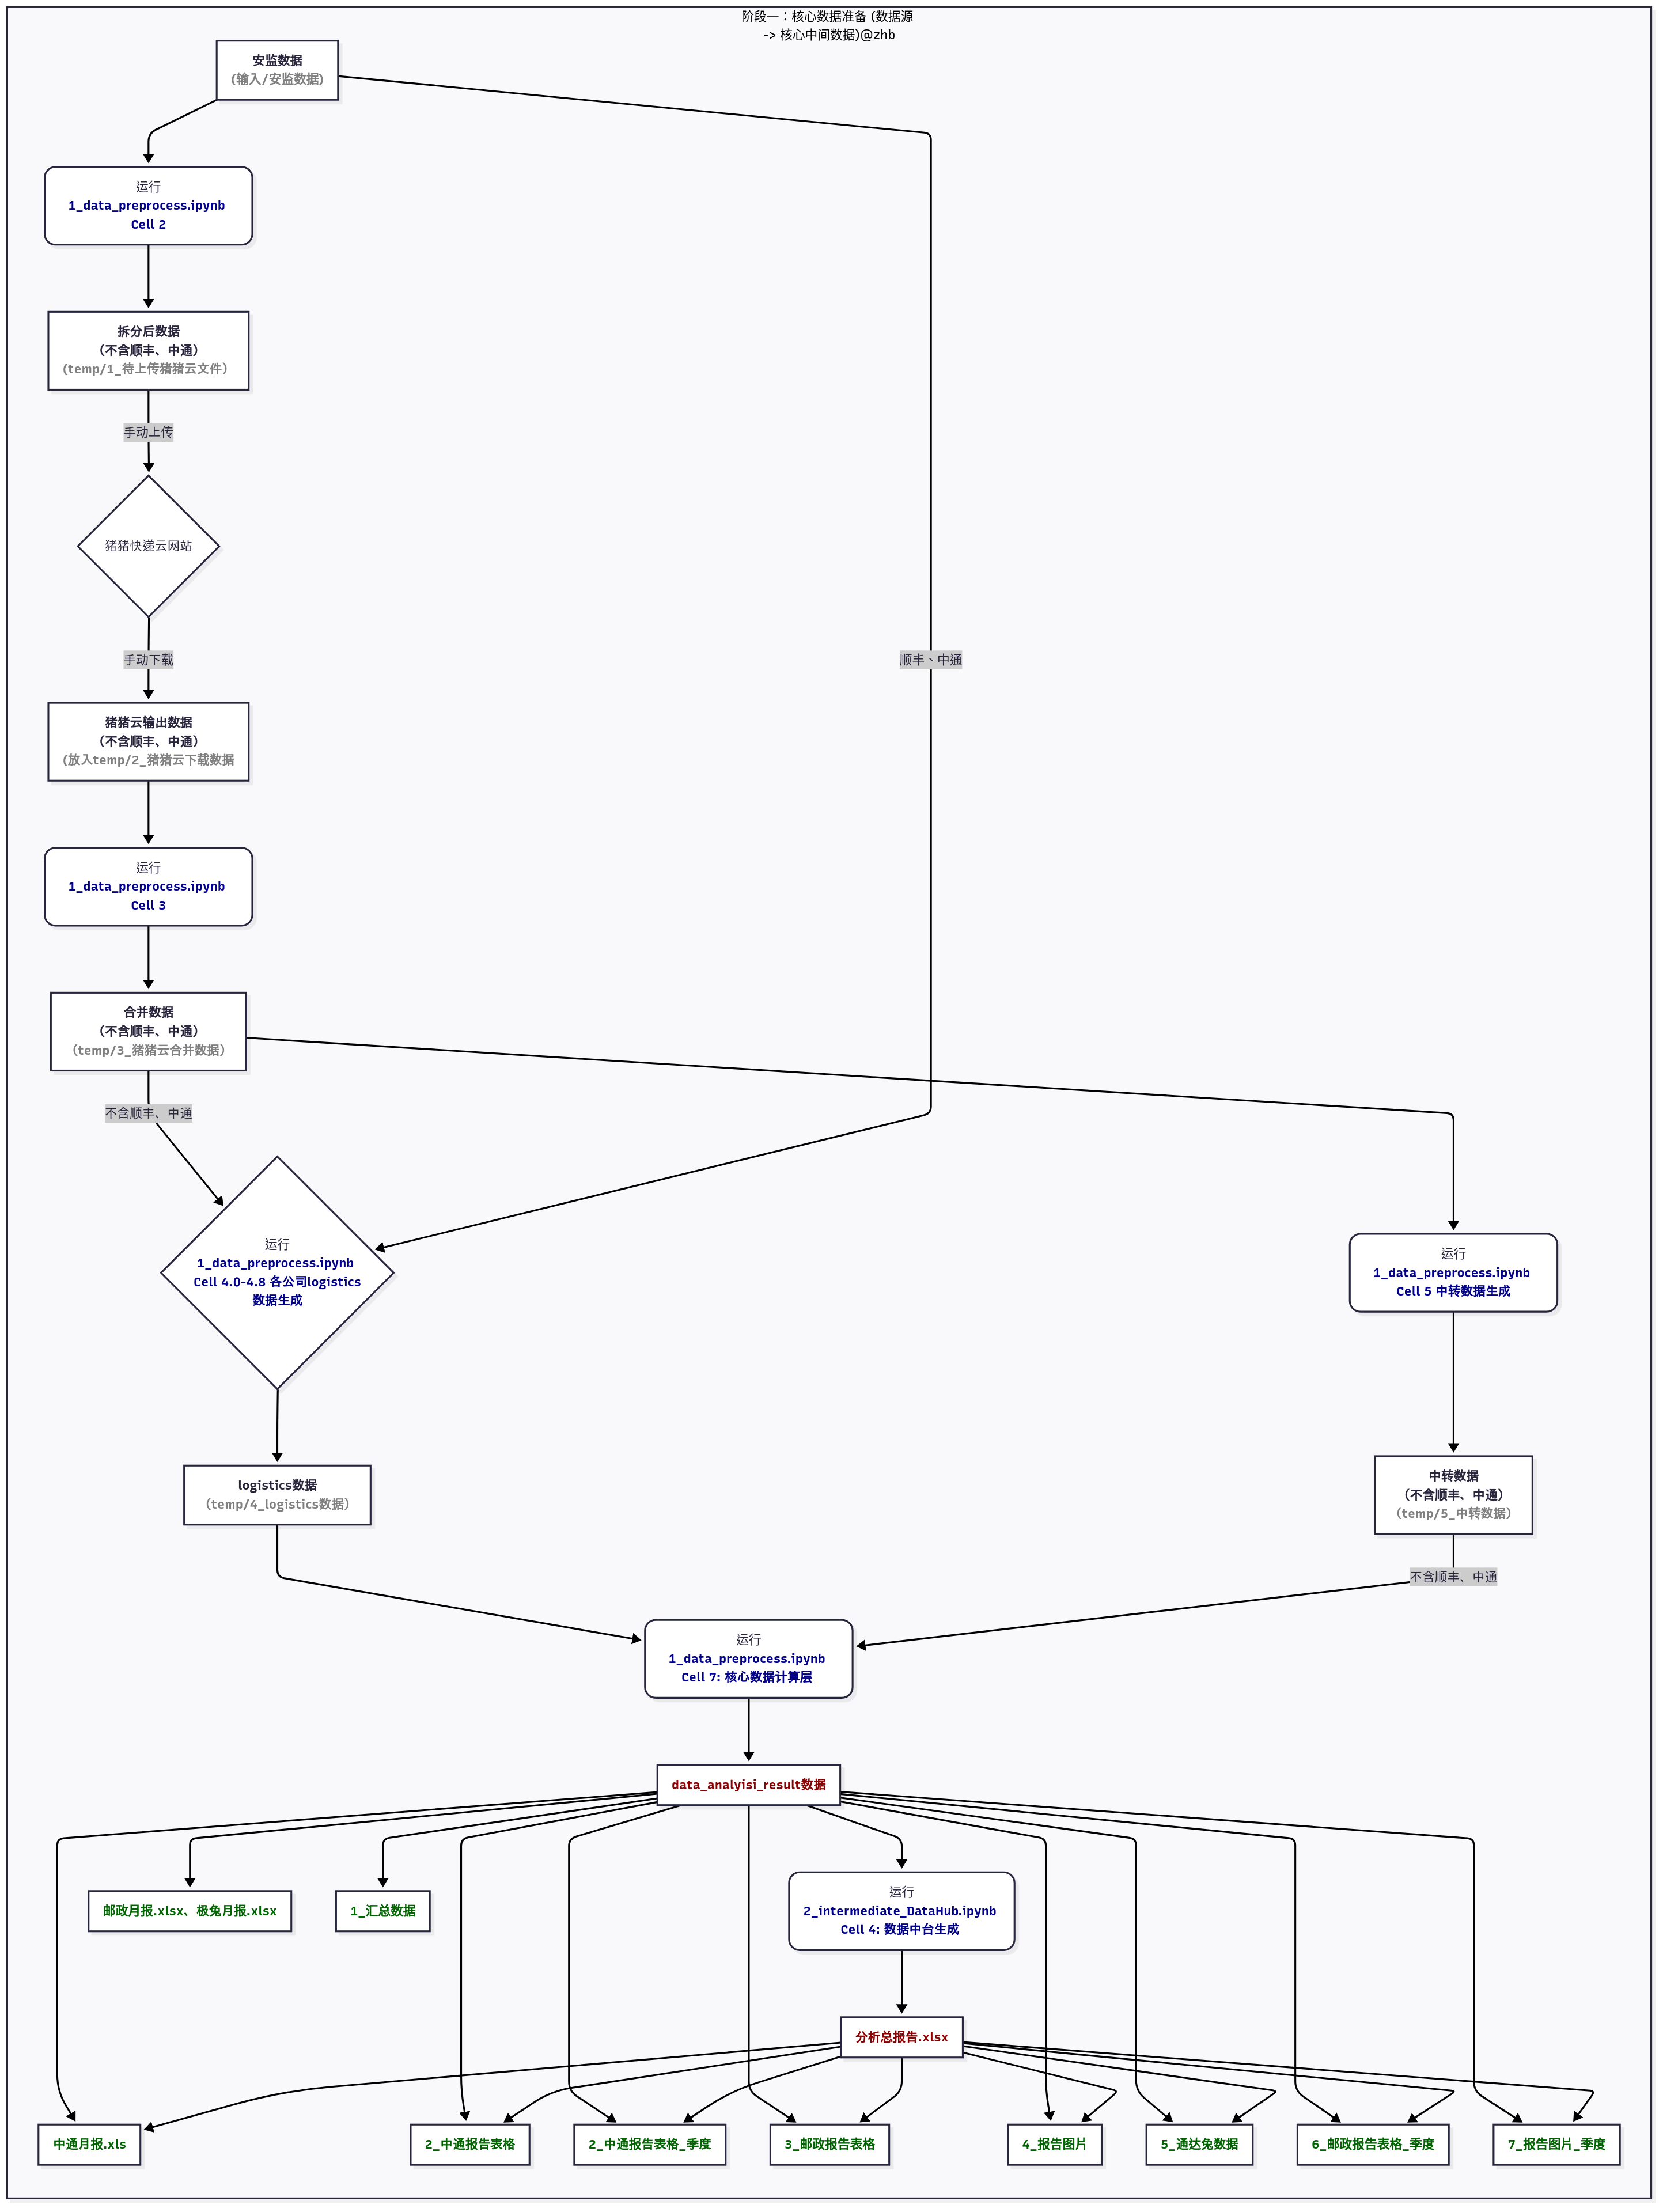 阶段一：核心数据准备 (数据源
-> 核心中间数据)@zhb
安监数据
(输入/安监数据)
运行
1_data_preprocess.ipynb
Cell 2
拆分后数据
（不含顺丰、中通）
(temp/1_待上传猪猪云文件）
手动上传
猪猪快递云网站
手动下载
顺丰、中通
猪猪云输出数据
（不含顺丰、中通）
(放入temp/2_猪猪云下载数据
运行
1_data_preprocess.ipynb
Cell 3
合并数据
（不含顺丰、中通）
（temp/3_猪猪云合并数据）
不含顺丰、中通
运行
1_data_preprocess.ipynb
Cell 4.0-4.8 各公司logistics
数据生成
运行
1_data_preprocess.ipynb
Cell 5 中转数据生成
logistics数据
（temp/4_logistics数据）
中转数据
（不含顺丰、中通）
（temp/5_中转数据）
不含顺丰、中通
运行
1_data_preprocess.ipynb
Cell 7: 核心数据计算层
data_analyisi_result数据
邮政月报.xlsx、极兔月报.xlsx
1_汇总数据
运行
2_intermediate_DataHub.ipynb
Cell 4: 数据中台生成
分析总报告.xlsx
中通月报.xls
2_中通报告表格
2_中通报告表格_季度
3_邮政报告表格
4_报告图片
5_通达兔数据
6_邮政报告表格_季度
7_报告图片_季度